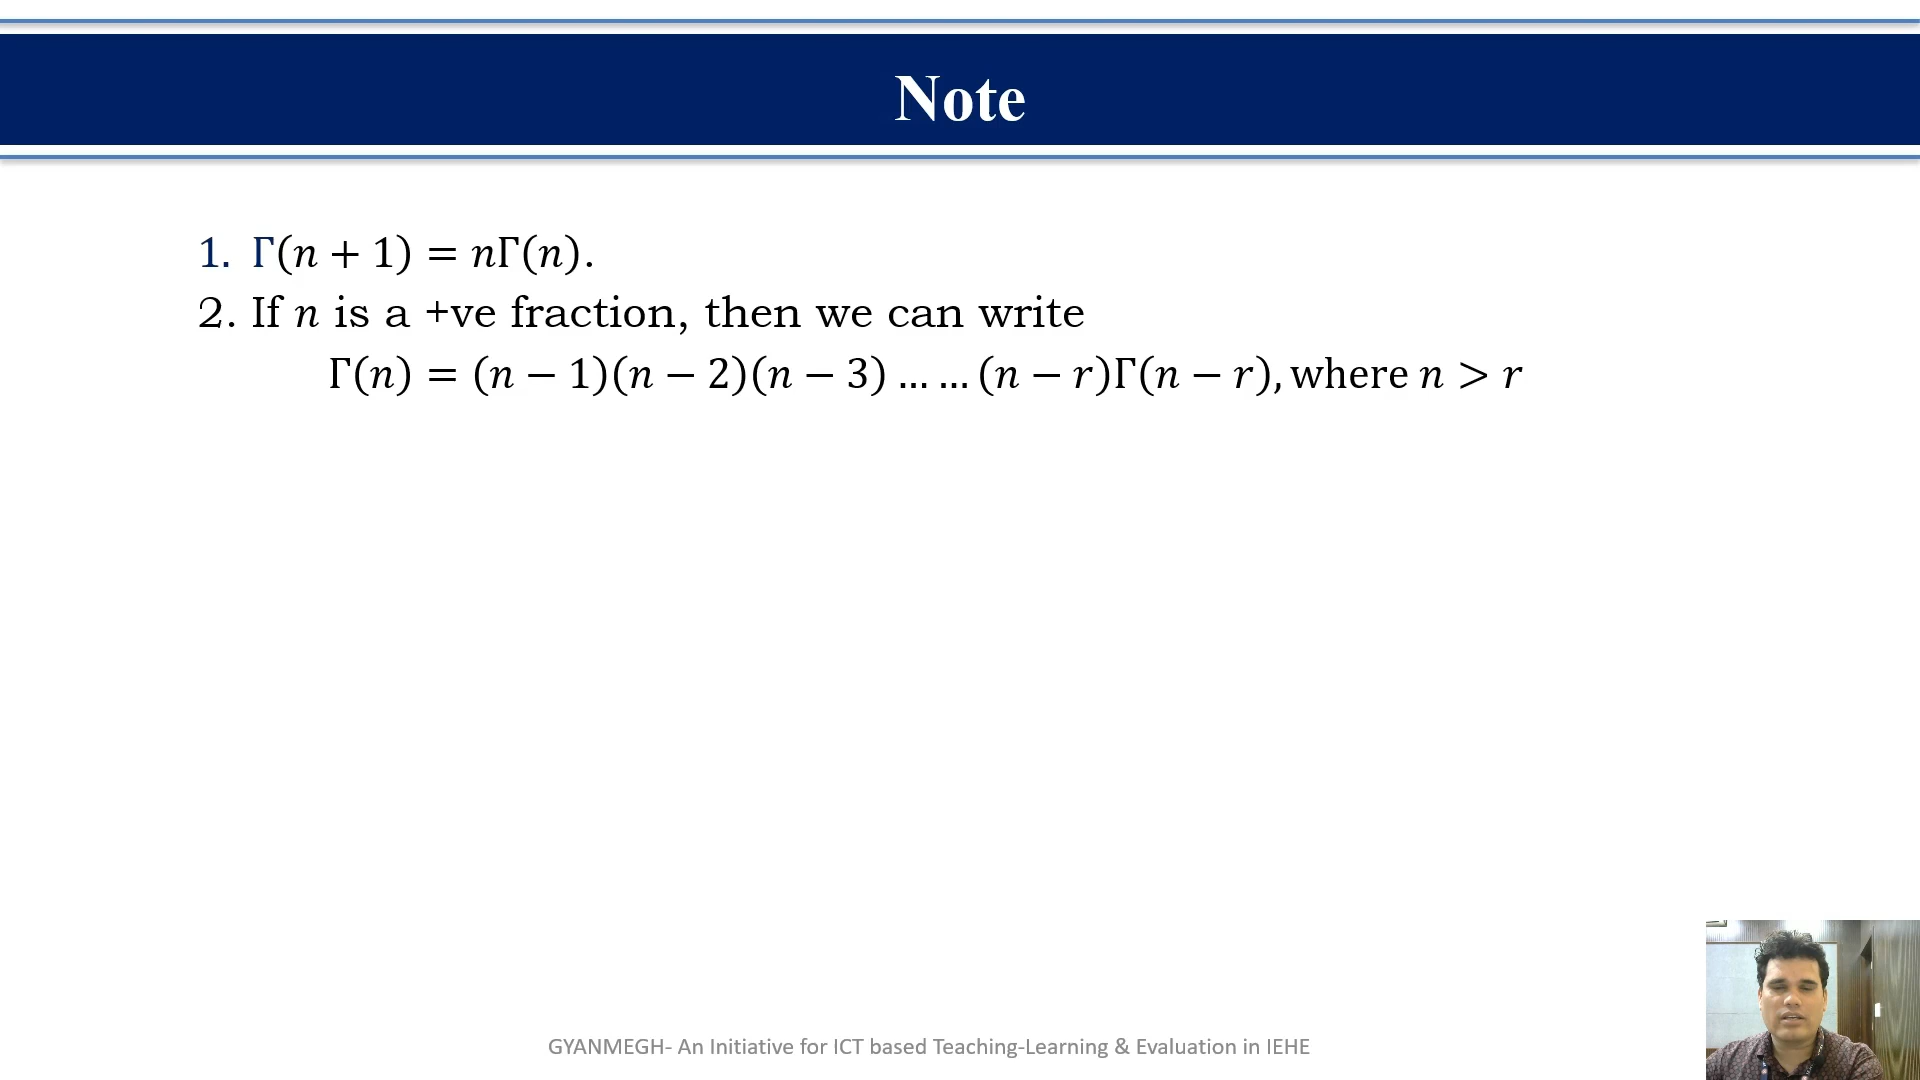 Note
1. Γ(n + 1) = nΓ(n).
2. If n is a +ve fraction, then we can write
Γ(n) = (n − 1)(n − 2)(n − 3) … … (n − r)Γ(n − r), where n > r
GYANMEGH- An Initiative for ICT based Teaching-Learning & Evaluation in IEHE